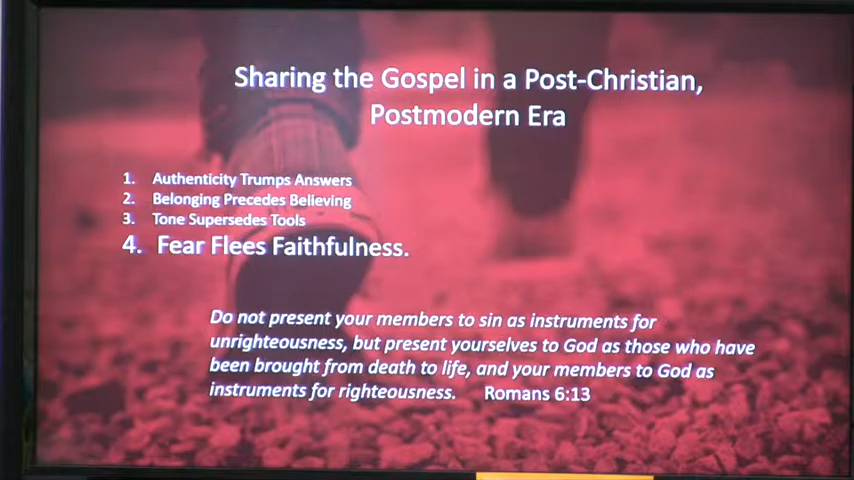 Sharing the Gospel in a Post-Christian,
Postmodern Era
1. Authenticity Trumps Answers
2. Belonging Precedes Believing
3. Tone Supersedes Tools
4. Fear Flees Faithfulness.
Do not present your members to sin as instruments for
unrighteousness, but present yourselves to God as those who have
been brought from death to life, and your members to God as
instruments for righteousness. Romans 6:13